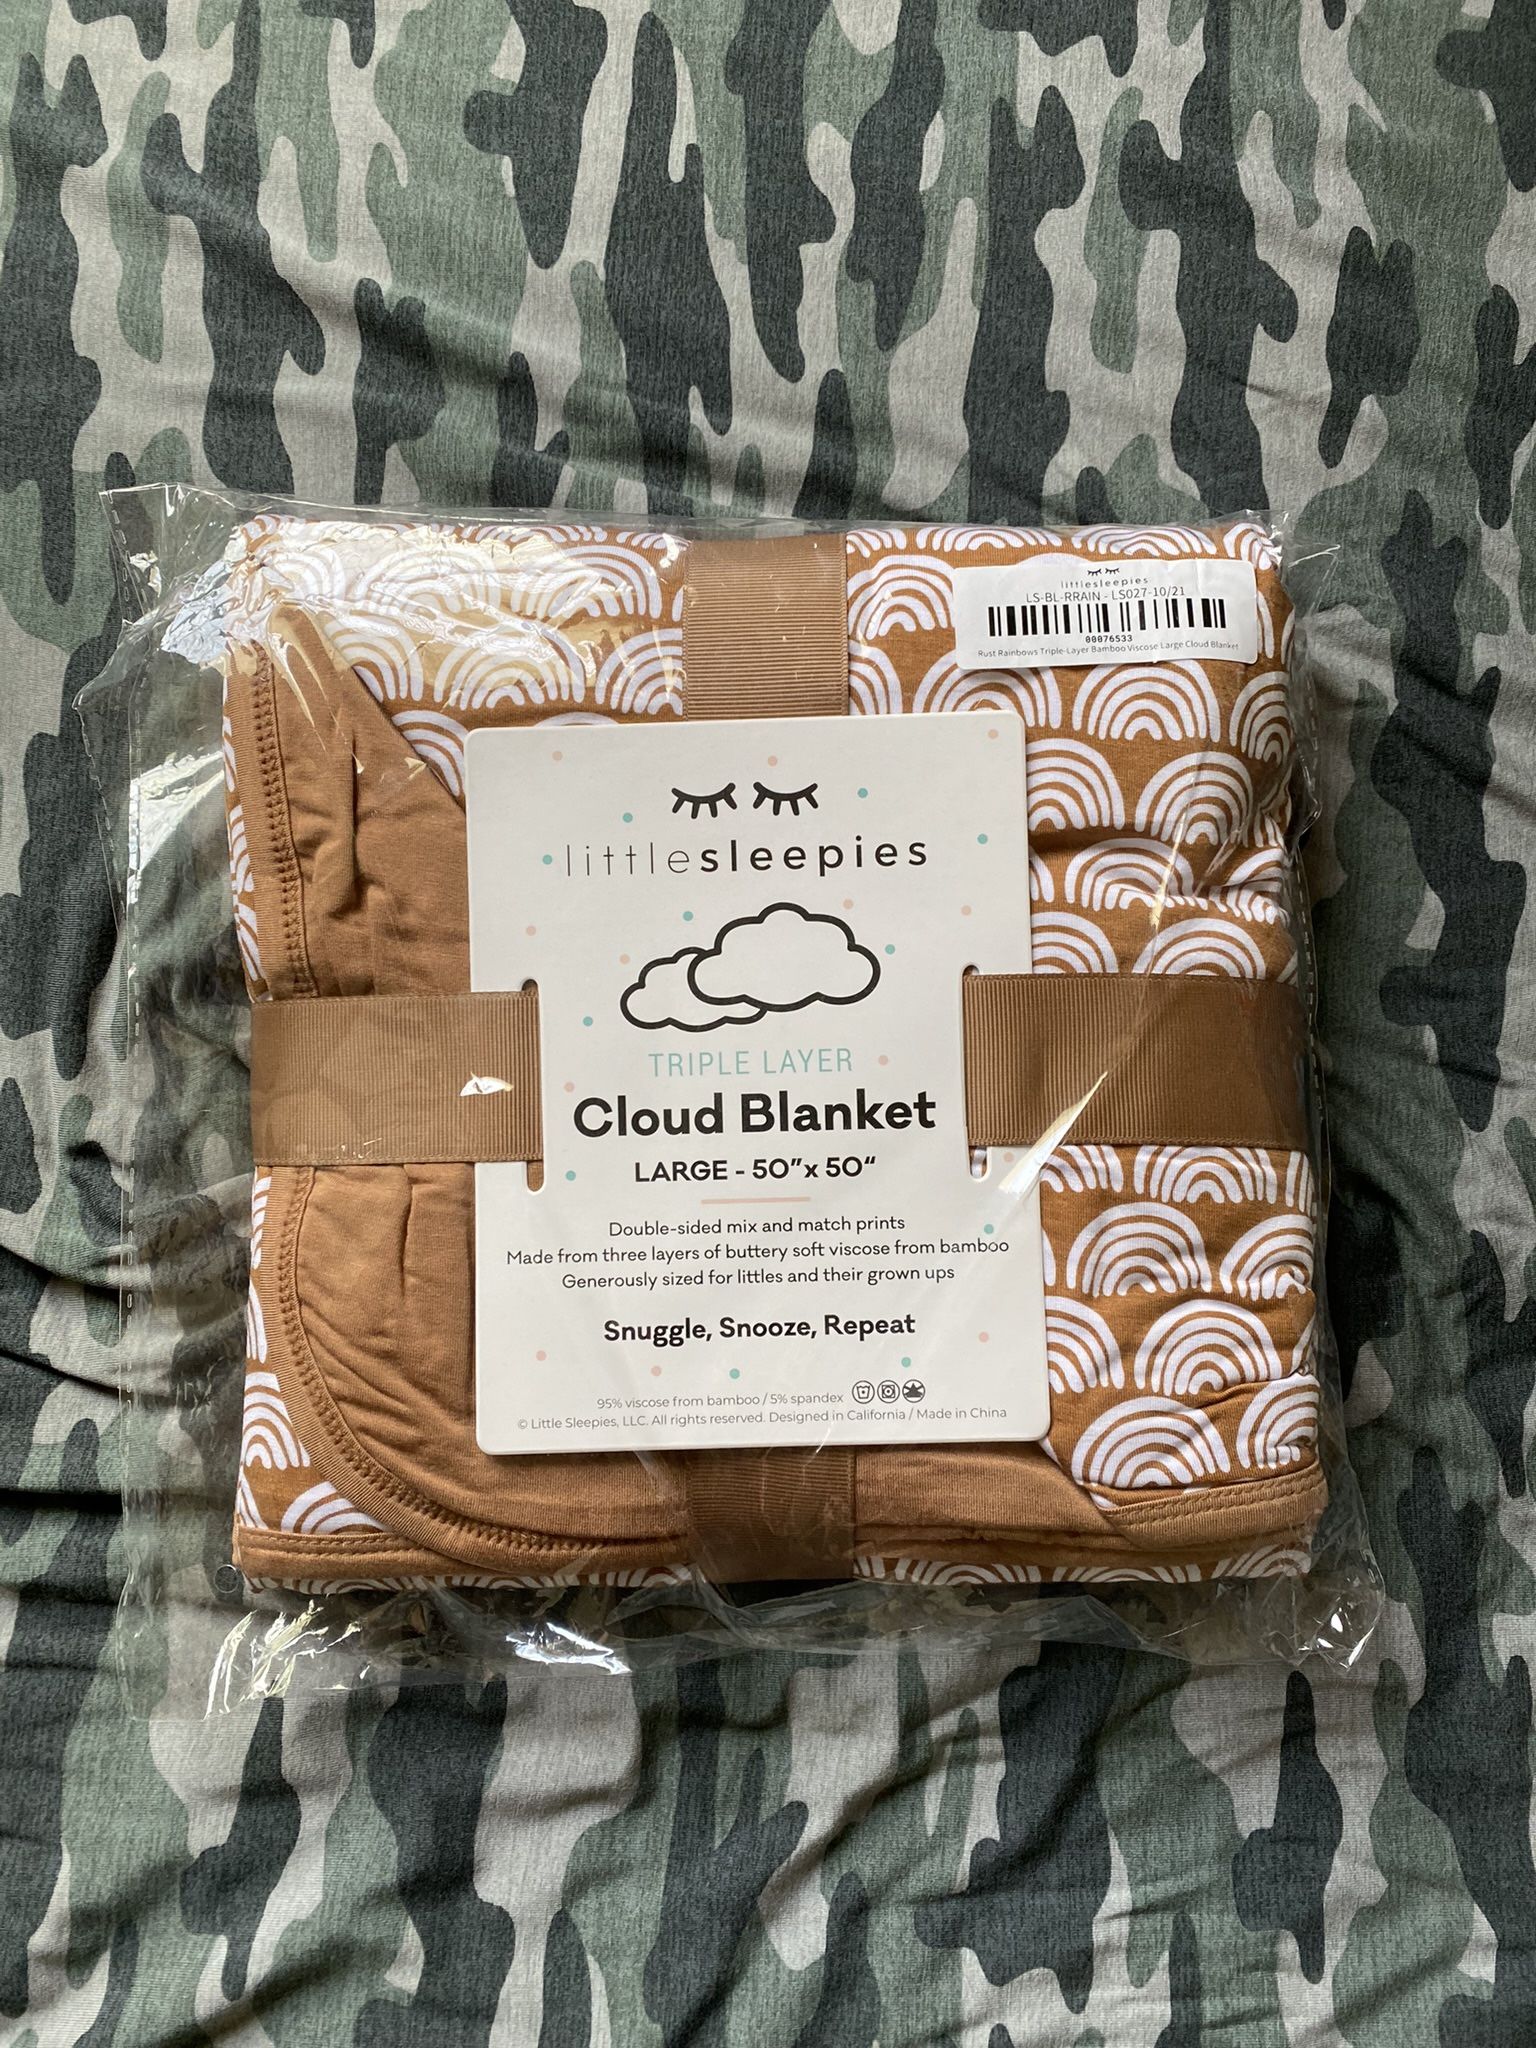 littlesleepies
LS-BL-RRAIN - LS027-10/21
00076533
Rust Rainbows Triple-Layer Bamboo Viscose Large Cloud Blanket
littlesleepies
TRIPLE LAYER
Cloud Blanket
LARGE - 50”x 50“
Double-sided mix and match prints
Made from three layers of buttery soft viscose from bamboo
Generously sized for littles and their grown ups
Snuggle, Snooze, Repeat
95% viscose from bamboo / 5% spandex
© Little Sleepies, LLC. All rights reserved. Designed in California / Made in China